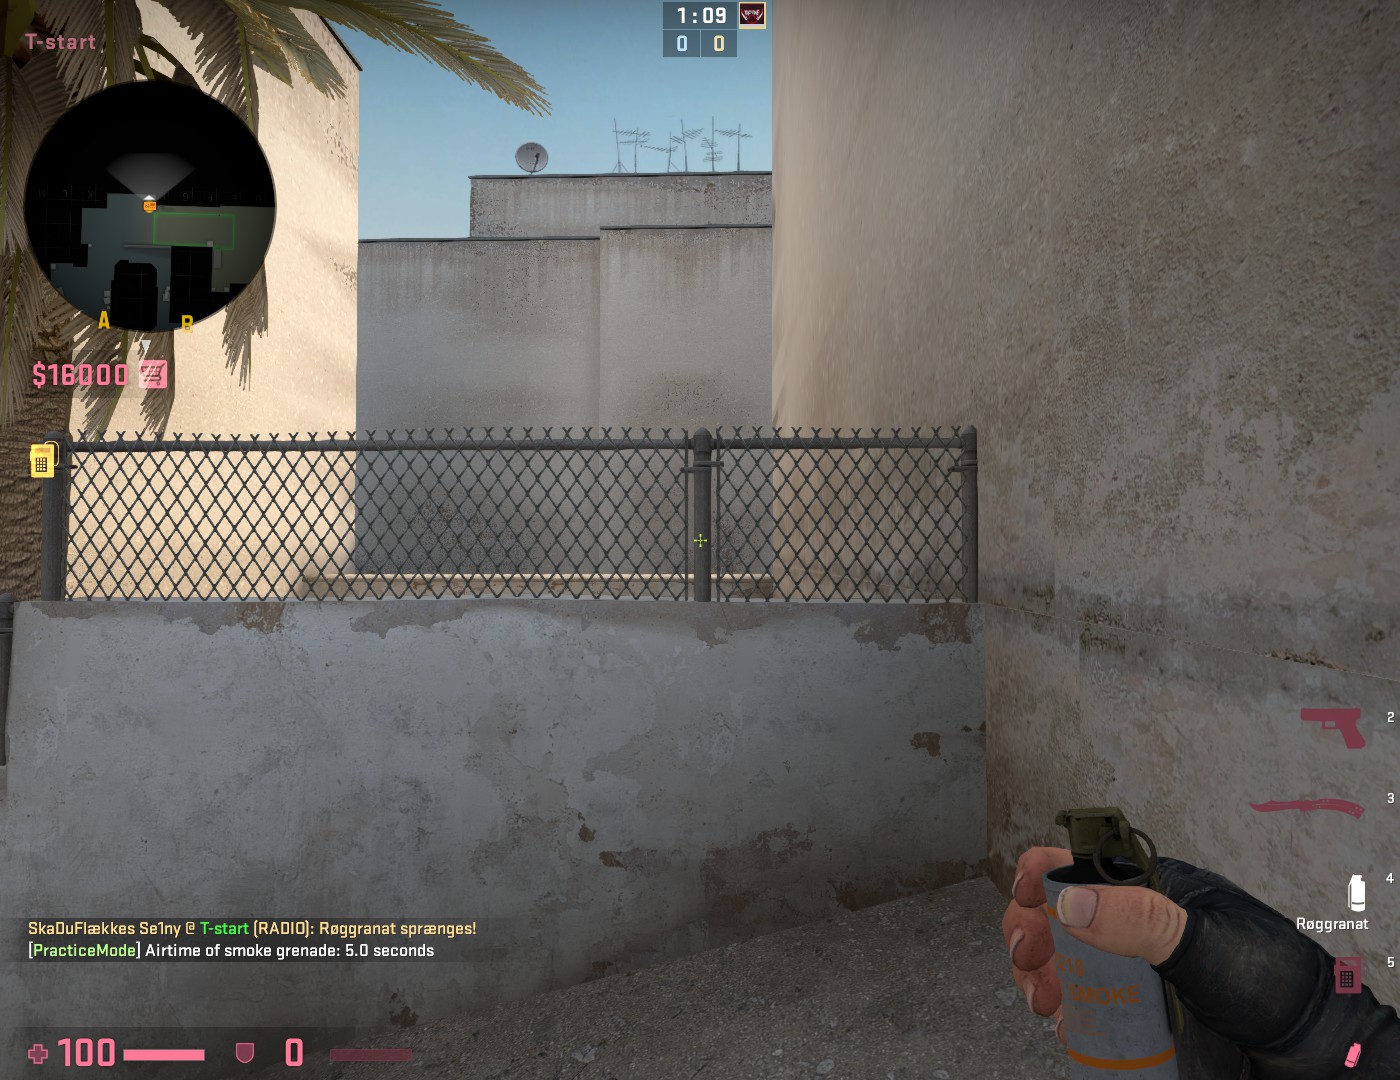 T-start
1:09
0 0
A B
$16000
2
3
4
Røggranat
5
SkaDuFlækkes Se1ny @ T-start (RADIO): Røggranat sprænges!
[PracticeMode] Airtime of smoke grenade: 5.0 seconds
SMOKE
100 0